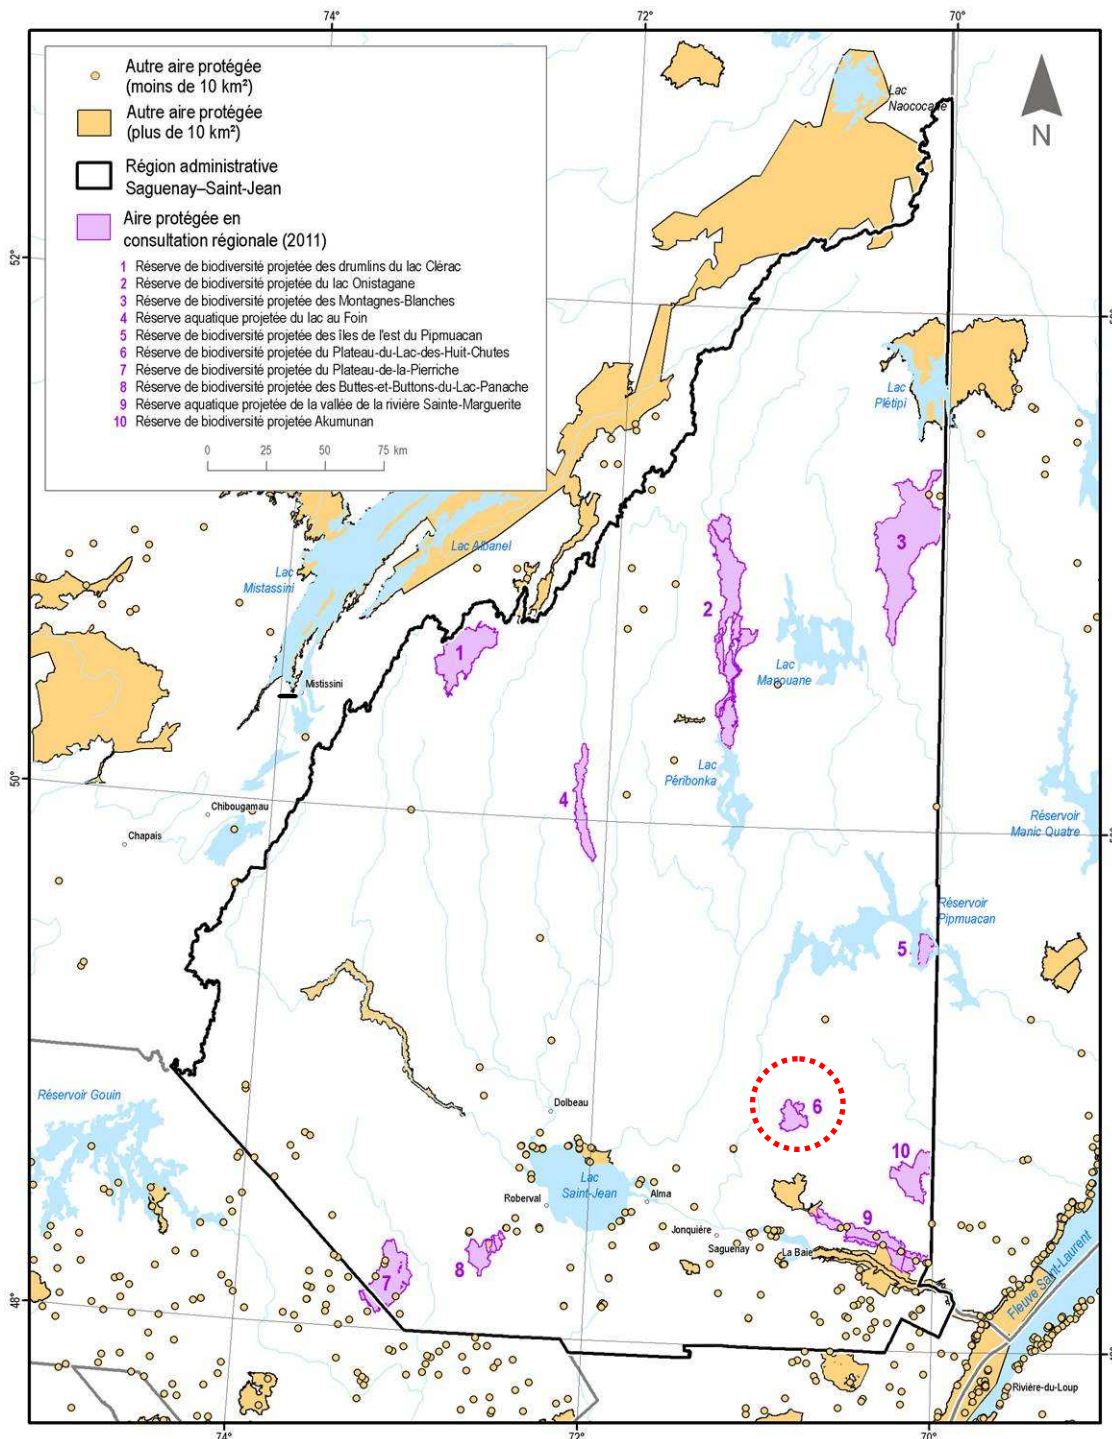 74°
72°
70°
Autre aire protégée
(moins de 10 km²)
Autre aire protégée
(plus de 10 km²)
Région administrative
Saguenay–Saint-Jean
Aire protégée en
consultation régionale (2011)
1 Réserve de biodiversité projetée des drumlins du lac Clérac
2 Réserve de biodiversité projetée du lac Onistagane
3 Réserve de biodiversité projetée des Montagnes-Blanches
4 Réserve aquatique projetée du lac au Foin
5 Réserve de biodiversité projetée des îles de l'est du Pipmuacan
6 Réserve de biodiversité projetée du Plateau-du-Lac-des-Huit-Chutes
7 Réserve de biodiversité projetée du Plateau-de-la-Pierriche
8 Réserve de biodiversité projetée des Buttes-et-Buttons-du-Lac-Panache
9 Réserve aquatique projetée de la vallée de la rivière Sainte-Marguerite
10 Réserve de biodiversité projetée Akumunan
0 25 50 75 km
N
Lac
Naococane
52°
Lac
Plétipi
Lac Albanel
Lac
Mistassini
3
2
1
Lac
Manouane
Mistissini
Lac
Péribonka
50°
4
Chibougamau
Chapais
Réservoir
Manic Quatre
Réservoir
Pipmuacan
5
Réservoir Gouin
Dolbeau
6
10
Lac
Saint-Jean
Roberval
Alma
Jonquière
Saguenay
La Baie
9
8
7
48°
Fleuve Saint-Laurent
Rivière-du-Loup
74°
72°
70°